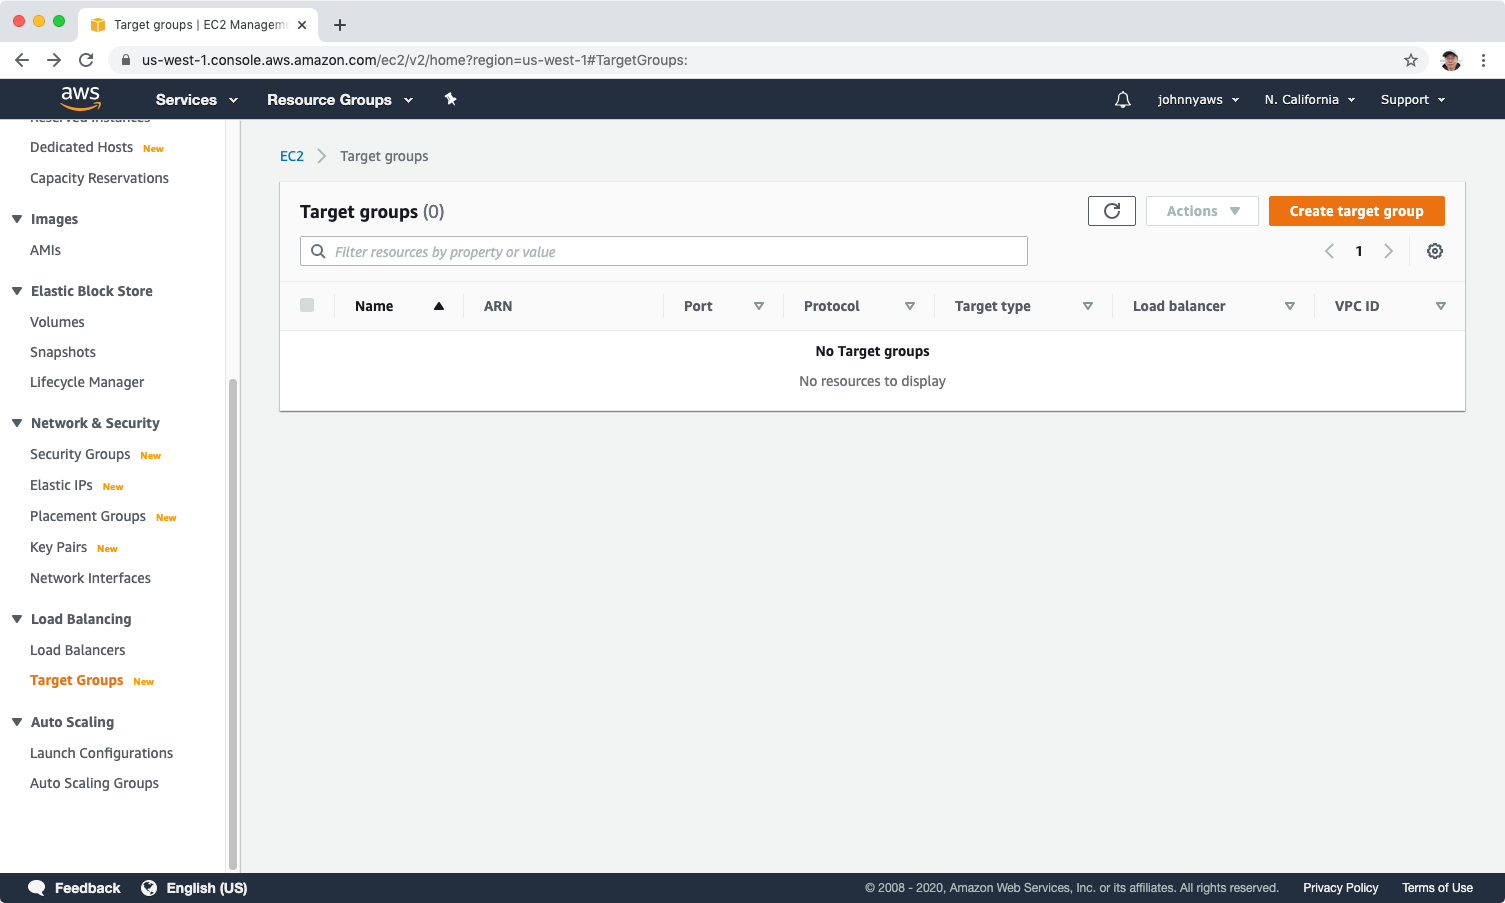 Target groups | EC2 Managem
us-west-1.console.aws.amazon.com/ec2/v2/home?region=us-west-1#TargetGroups:
aws Services Resource Groups johnnyaws N. California Support
Reserved Instances
Dedicated Hosts New
Capacity Reservations
Images
AMIs
Elastic Block Store
Volumes
Snapshots
Lifecycle Manager
Network & Security
Security Groups New
Elastic IPs New
Placement Groups New
Key Pairs New
Network Interfaces
Load Balancing
Load Balancers
Target Groups New
Auto Scaling
Launch Configurations
Auto Scaling Groups
EC2 Target groups
Target groups (0) Actions Create target group
Filter resources by property or value 1
Name ARN Port Protocol Target type Load balancer VPC ID
No Target groups
No resources to display
Feedback English (US) © 2008 - 2020, Amazon Web Services, Inc. or its affiliates. All rights reserved. Privacy Policy Terms of Use